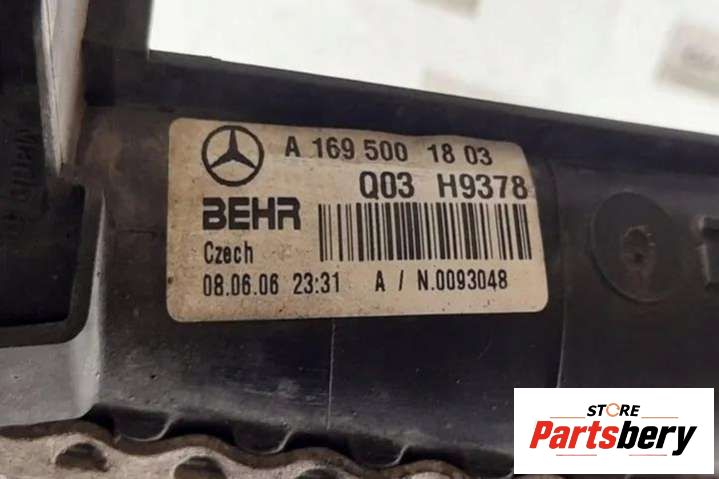 A 169 500 18 03
Q03 H9378
BEHR
Czech
08.06.06 23:31 A / N.0093048
STORE
Partsbery